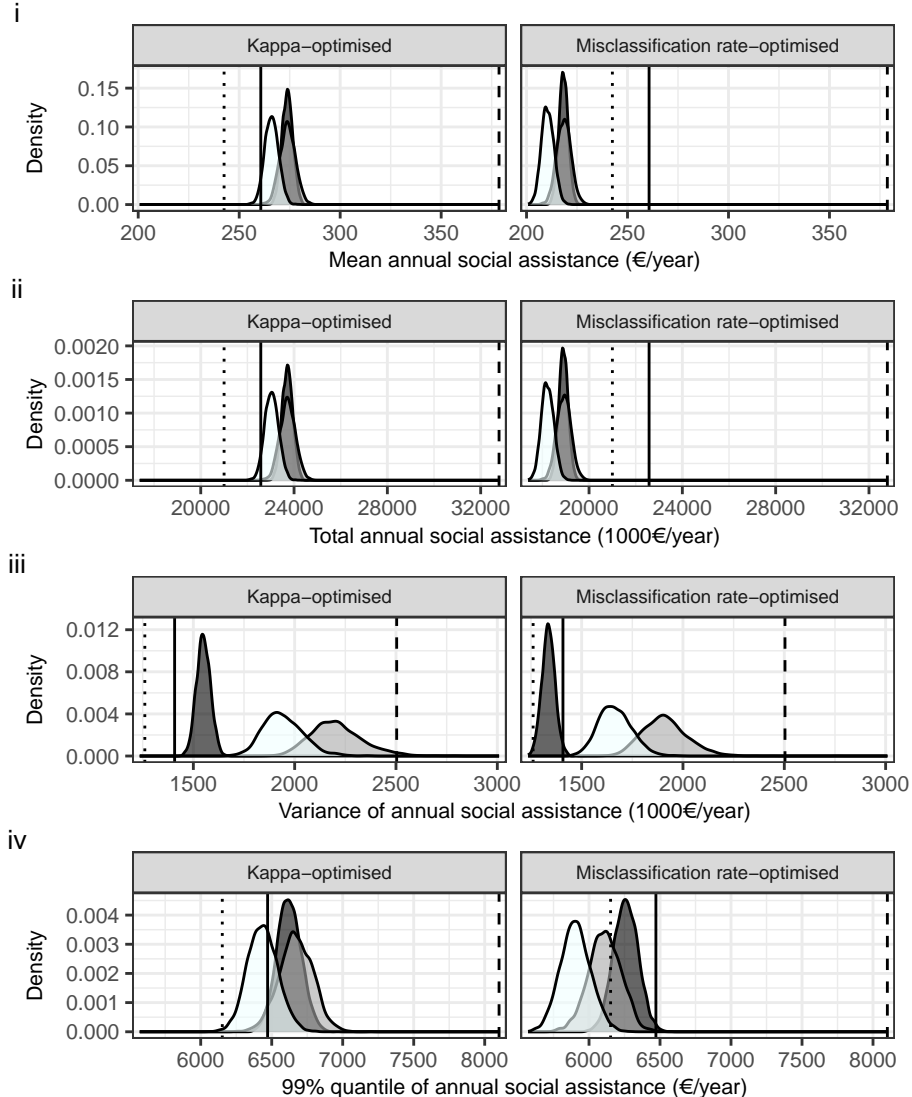 i
Kappa−optimised
Misclassification rate−optimised
Density
0.15
0.10
0.05
0.00
200 250 300 350
200 250 300 350
Mean annual social assistance (€/year)
ii
Kappa−optimised
Misclassification rate−optimised
Density
0.0020
0.0015
0.0010
0.0005
0.0000
20000 24000 28000 32000
20000 24000 28000 32000
Total annual social assistance (1000€/year)
iii
Kappa−optimised
Misclassification rate−optimised
Density
0.012
0.008
0.004
0.000
1500 2000 2500 3000
1500 2000 2500 3000
Variance of annual social assistance (1000€/year)
iv
Kappa−optimised
Misclassification rate−optimised
Density
0.004
0.003
0.002
0.001
0.000
6000 6500 7000 7500 8000
6000 6500 7000 7500 8000
99% quantile of annual social assistance (€/year)